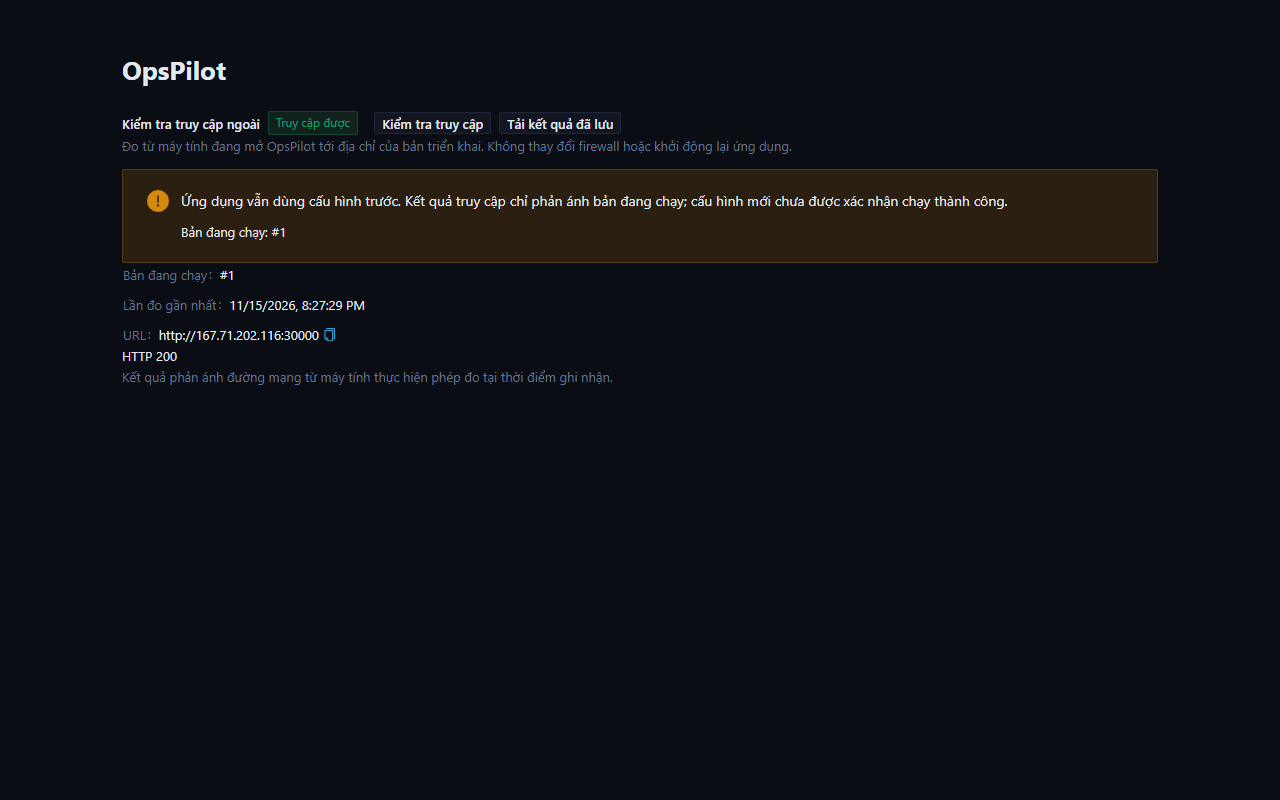 OpsPilot
Kiểm tra truy cập ngoài Truy cập được Kiểm tra truy cập Tải kết quả đã lưu
Đo từ máy tính đang mở OpsPilot tới địa chỉ của bản triển khai. Không thay đổi firewall hoặc khởi động lại ứng dụng.
Ứng dụng vẫn dùng cấu hình trước. Kết quả truy cập chỉ phản ánh bản đang chạy; cấu hình mới chưa được xác nhận chạy thành công.
Bản đang chạy: #1
Bản đang chạy: #1
Lần đo gần nhất: 11/15/2026, 8:27:29 PM
URL: http://167.71.202.116:30000
HTTP 200
Kết quả phản ánh đường mạng từ máy tính thực hiện phép đo tại thời điểm ghi nhận.